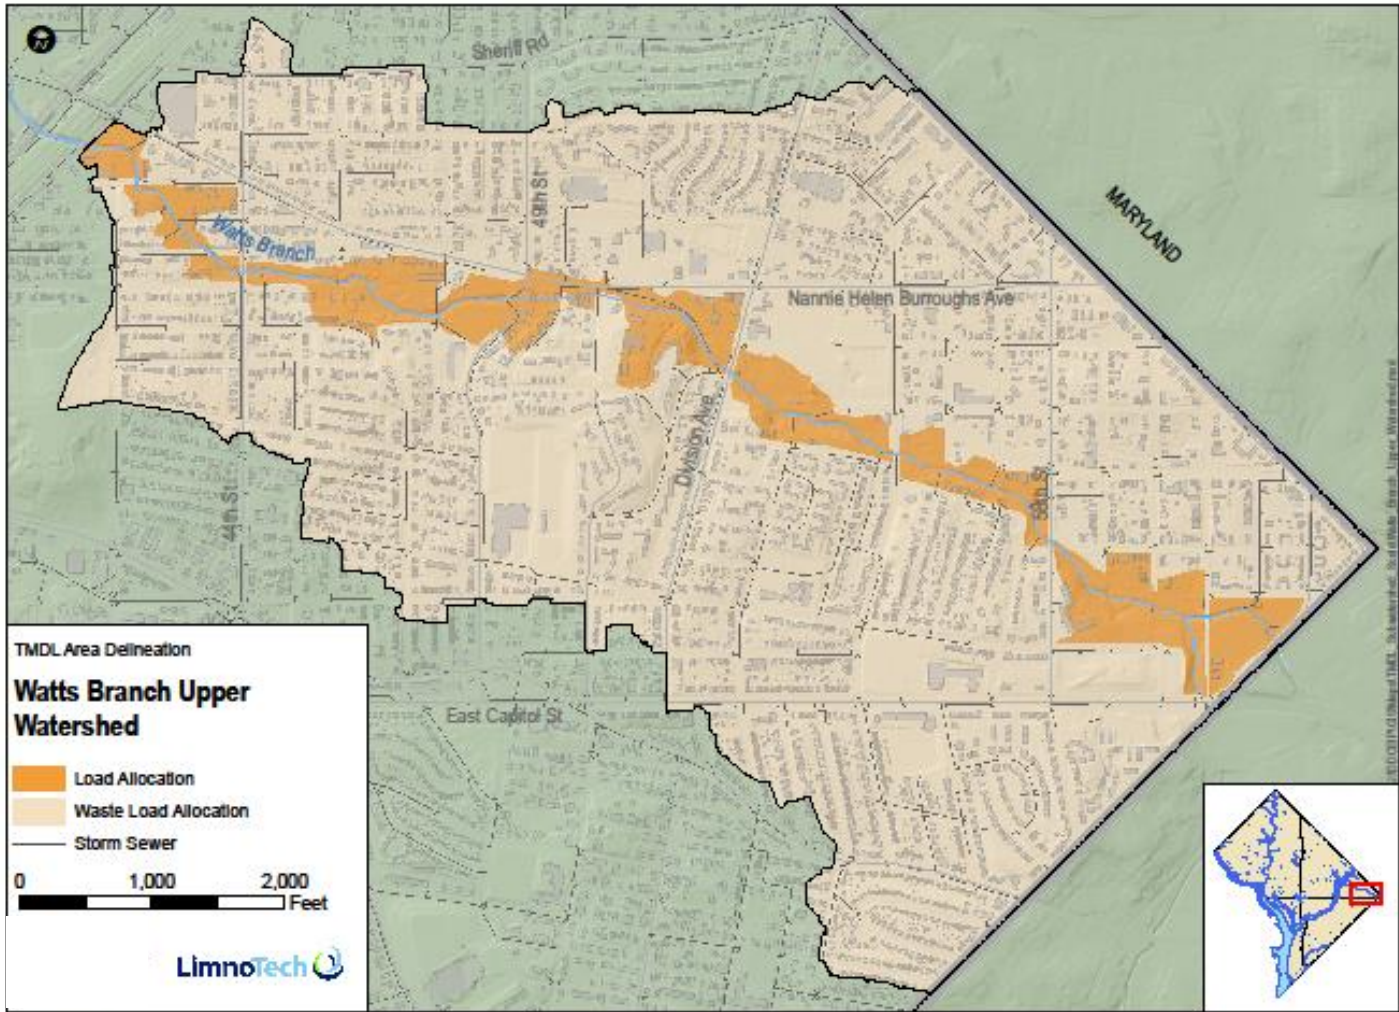 N
Sheriff Rd
MARYLAND
49th St
Watts Branch
Nannie Helen Burroughs Ave
Division Ave
58th St
44th St
East Capitol St
TMDL Area Delineation
Watts Branch Upper
Watershed
Load Allocation
Waste Load Allocation
Storm Sewer
0 1,000 2,000
Feet
LimnoTech